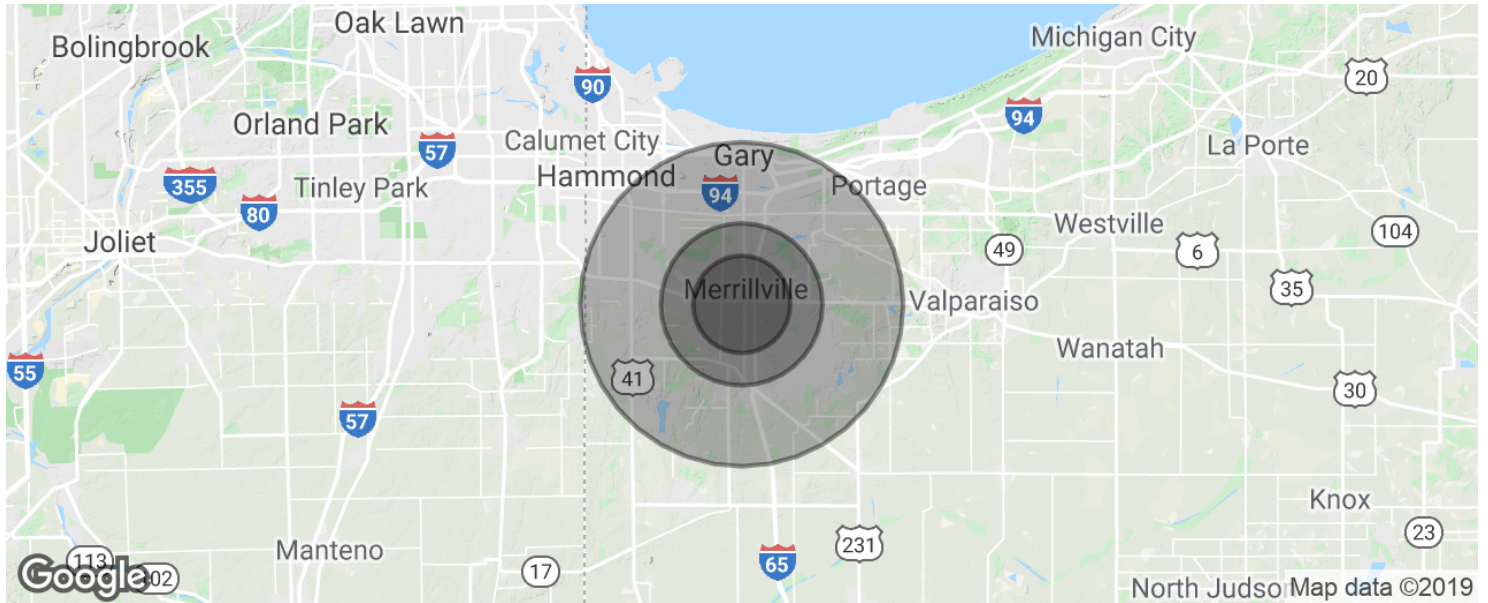 Oak Lawn
Bolingbrook
Michigan City
20
90
94
Orland Park
Calumet City
57
La Porte
Gary
Hammond
355
Tinley Park
94
Portage
80
Westville
104
Joliet
49
6
Merrillville
35
Valparaiso
Wanatah
55
41
30
57
Knox
23
Manteno
231
113
65
17
Google
02
North Judson
Map data ©2019